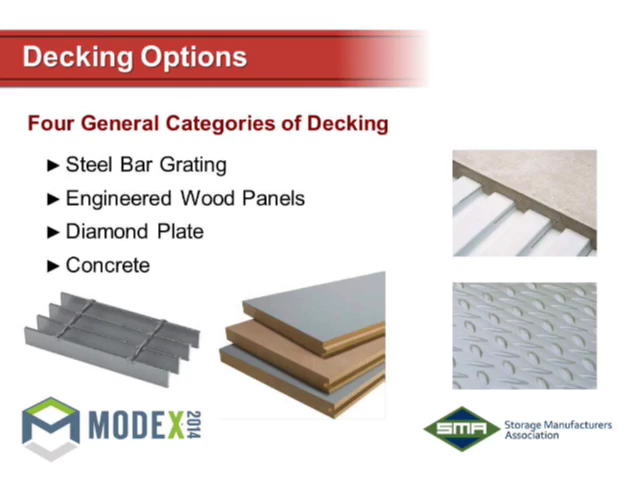 Decking Options
Four General Categories of Decking
► Steel Bar Grating
► Engineered Wood Panels
► Diamond Plate
► Concrete
MODEX 2014
SMA Storage Manufacturers
Association